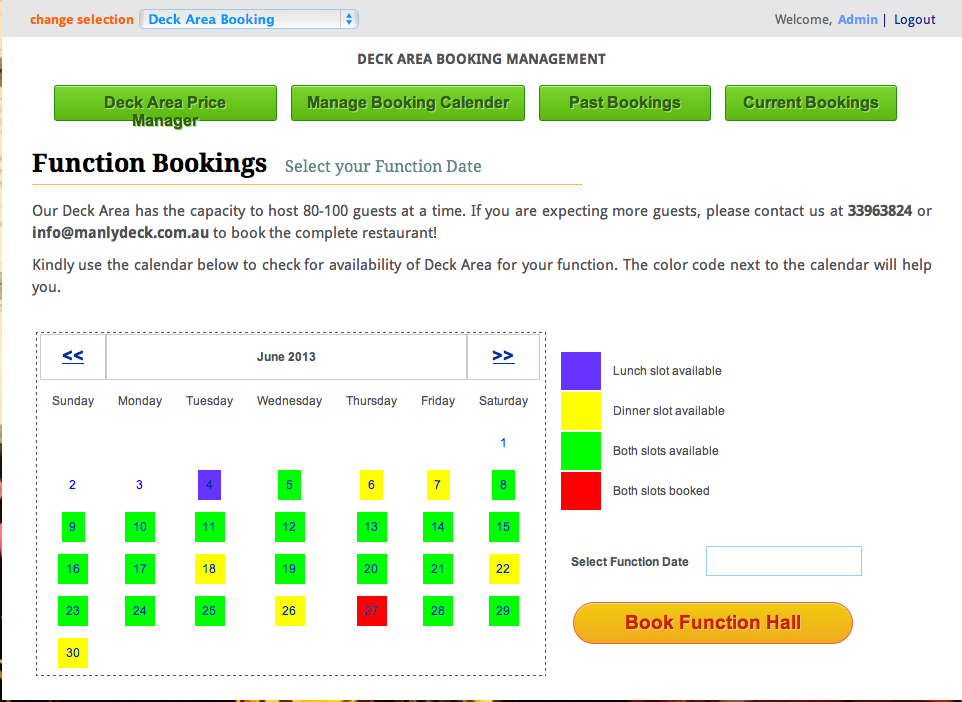 change selection Deck Area Booking Welcome, Admin | Logout
DECK AREA BOOKING MANAGEMENT
Deck Area Price Manager
Manage Booking Calender
Past Bookings
Current Bookings
Function Bookings Select your Function Date
Our Deck Area has the capacity to host 80-100 guests at a time. If you are expecting more guests, please contact us at 33963824 or
info@manlydeck.com.au to book the complete restaurant!
Kindly use the calendar below to check for availability of Deck Area for your function. The color code next to the calendar will help
you.
<< June 2013 >>
Sunday Monday Tuesday Wednesday Thursday Friday Saturday
1
2 3 4 5 6 7 8
9 10 11 12 13 14 15
16 17 18 19 20 21 22
23 24 25 26 27 28 29
30
Lunch slot available
Dinner slot available
Both slots available
Both slots booked
Select Function Date
Book Function Hall